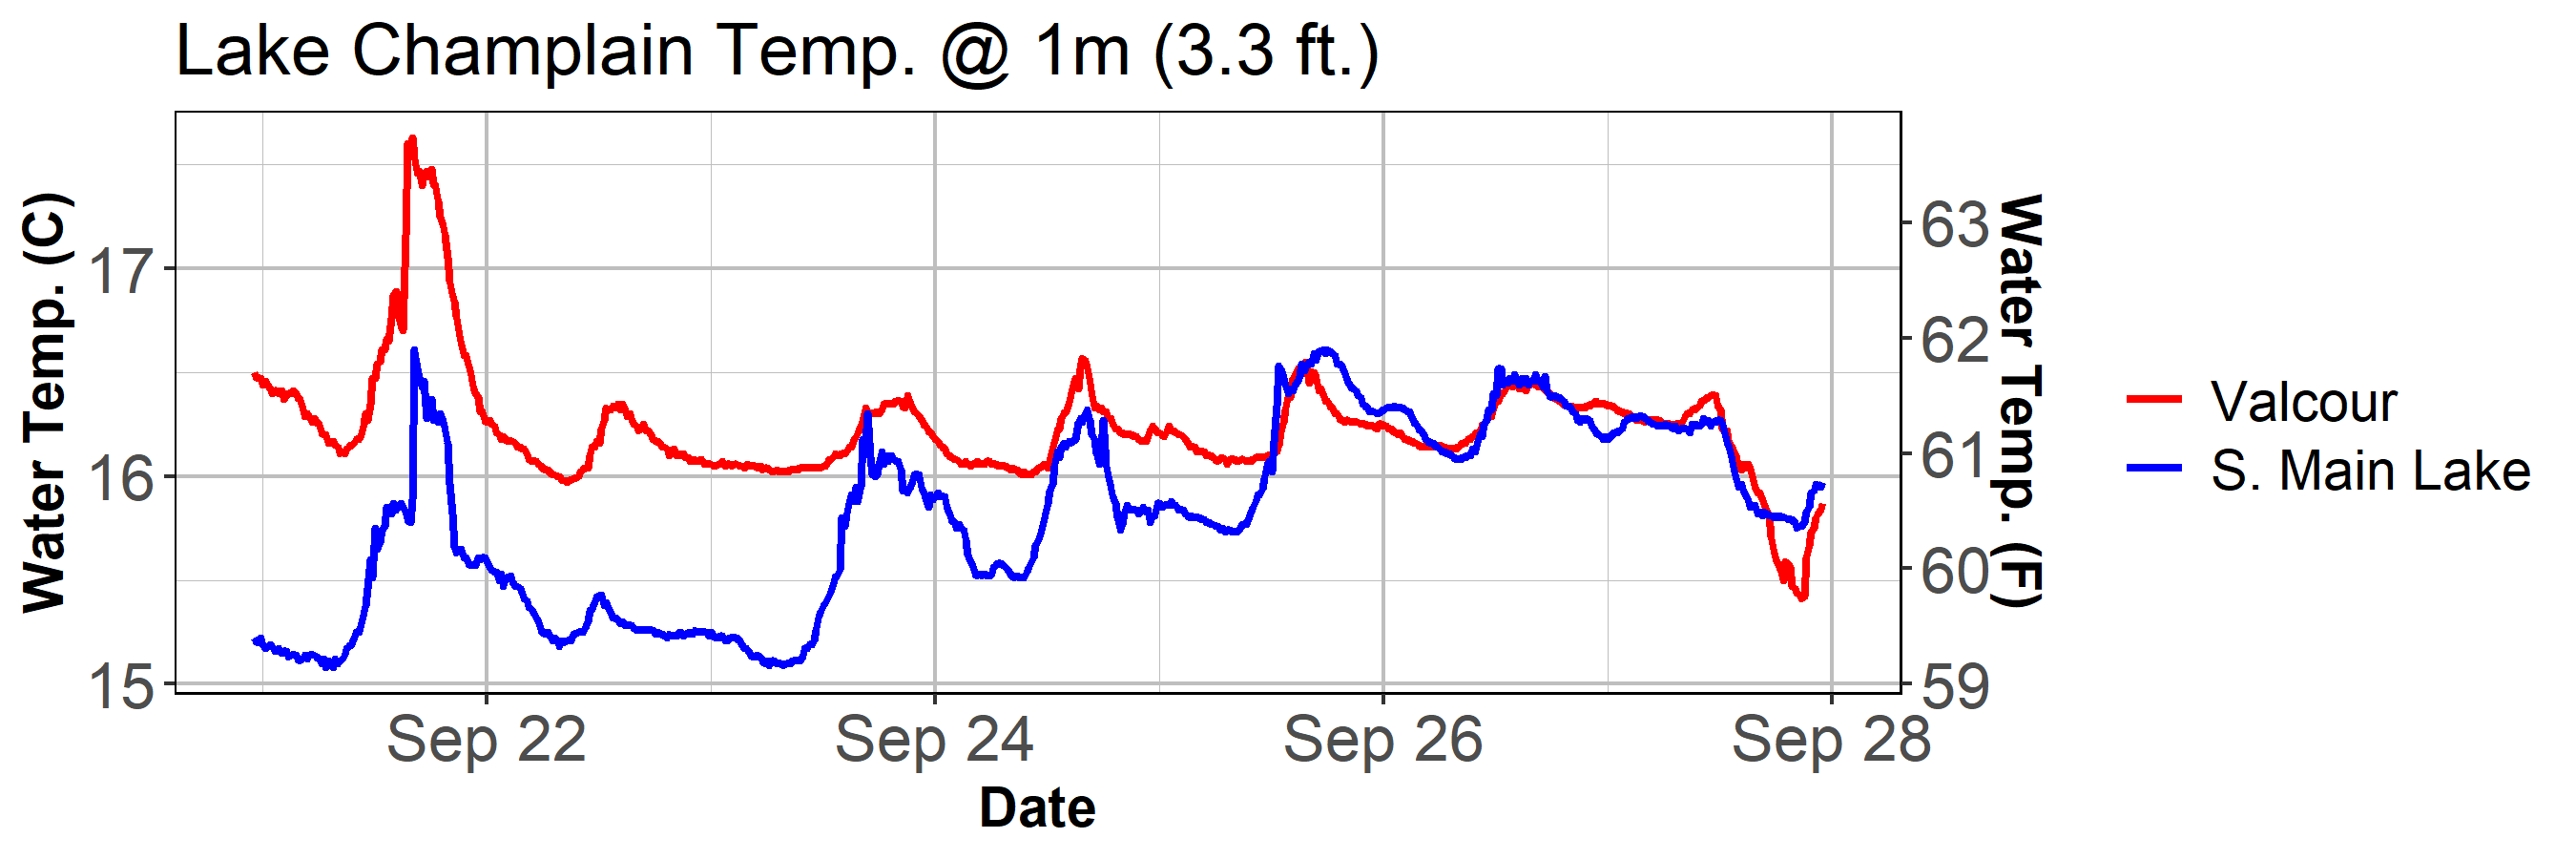 Lake Champlain Temp. @ 1m (3.3 ft.)
Water Temp. (C)
17
16
15
63
62
61
60
59
Water Temp. (F)
Sep 22
Sep 24
Sep 26
Sep 28
Date
Valcour
S. Main Lake